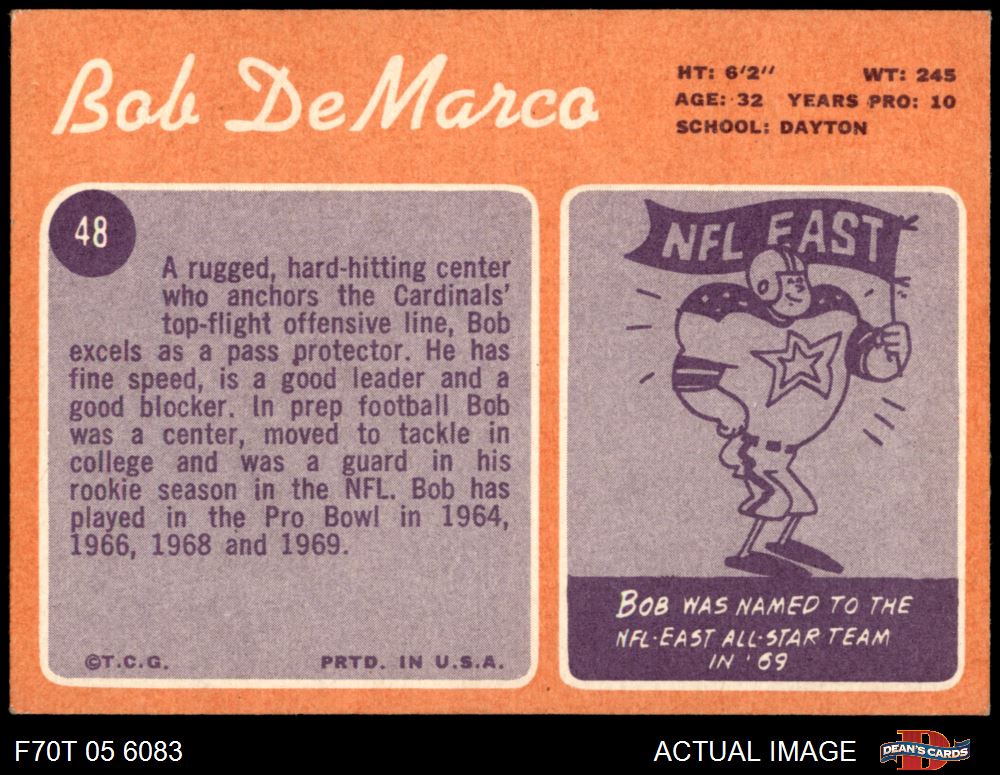 Bob DeMarco
HT: 6'2" WT: 245
AGE: 32 YEARS PRO: 10
SCHOOL: DAYTON
48
A rugged, hard-hitting center
who anchors the Cardinals'
top-flight offensive line, Bob
excels as a pass protector. He has
fine speed, is a good leader and a
good blocker. In prep football Bob
was a center, moved to tackle in
college and was a guard in his
rookie season in the NFL. Bob has
played in the Pro Bowl in 1964,
1966, 1968 and 1969.
©T.C.G. PRTD. IN U.S.A.
NFL EAST
BOB WAS NAMED TO THE
NFL-EAST ALL-STAR TEAM
IN '69
F70T 05 6083 ACTUAL IMAGE
D
DEAN'S CARDS